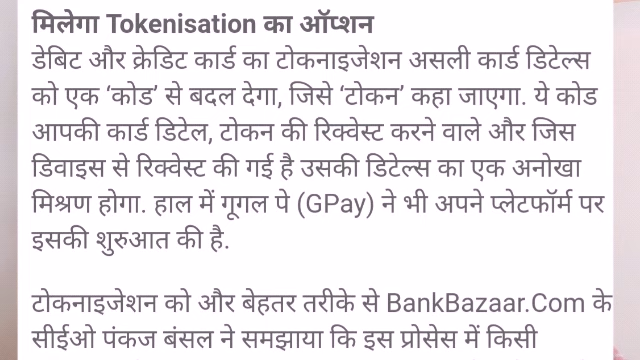 मिलेगा Tokenisation का ऑप्शन
डेबिट और क्रेडिट कार्ड का टोकनाइजेशन असली कार्ड डिटेल्स
को एक ‘कोड’ से बदल देगा, जिसे ‘टोकन’ कहा जाएगा. ये कोड
आपकी कार्ड डिटेल, टोकन की रिक्वेस्ट करने वाले और जिस
डिवाइस से रिक्वेस्ट की गई है उसकी डिटेल्स का एक अनोखा
मिश्रण होगा. हाल में गूगल पे (GPay) ने भी अपने प्लेटफॉर्म पर
इसकी शुरुआत की है.
टोकनाइजेशन को और बेहतर तरीके से BankBazaar.Com के
सीईओ पंकज बंसल ने समझाया कि इस प्रोसेस में किसी